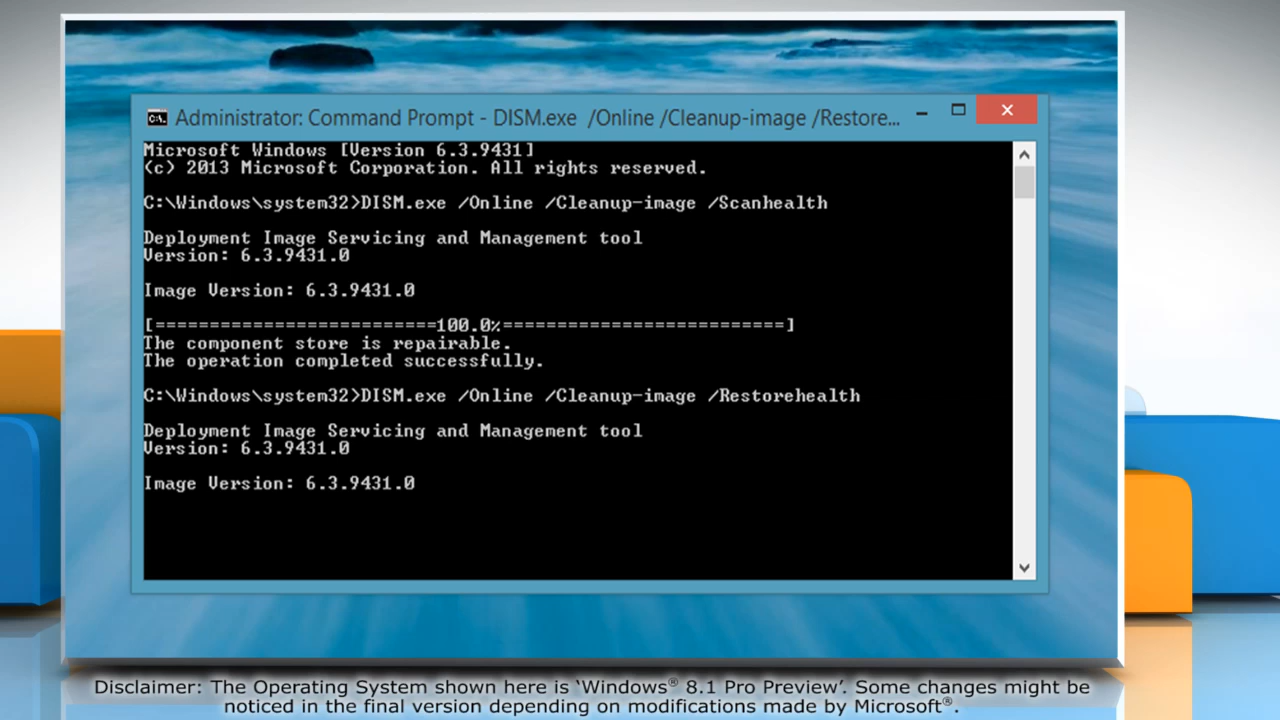 Administrator: Command Prompt - DISM.exe /Online /Cleanup-image /Restore...
Microsoft Windows [Version 6.3.9431]
(c) 2013 Microsoft Corporation. All rights reserved.
C:\Windows\system32>DISM.exe /Online /Cleanup-image /Scanhealth
Deployment Image Servicing and Management tool
Version: 6.3.9431.0
Image Version: 6.3.9431.0
[==========================100.0%==========================]
The component store is repairable.
The operation completed successfully.
C:\Windows\system32>DISM.exe /Online /Cleanup-image /Restorehealth
Deployment Image Servicing and Management tool
Version: 6.3.9431.0
Image Version: 6.3.9431.0
Disclaimer: The Operating System shown here is ‘Windows® 8.1 Pro Preview’. Some changes might be
noticed in the final version depending on modifications made by Microsoft®.